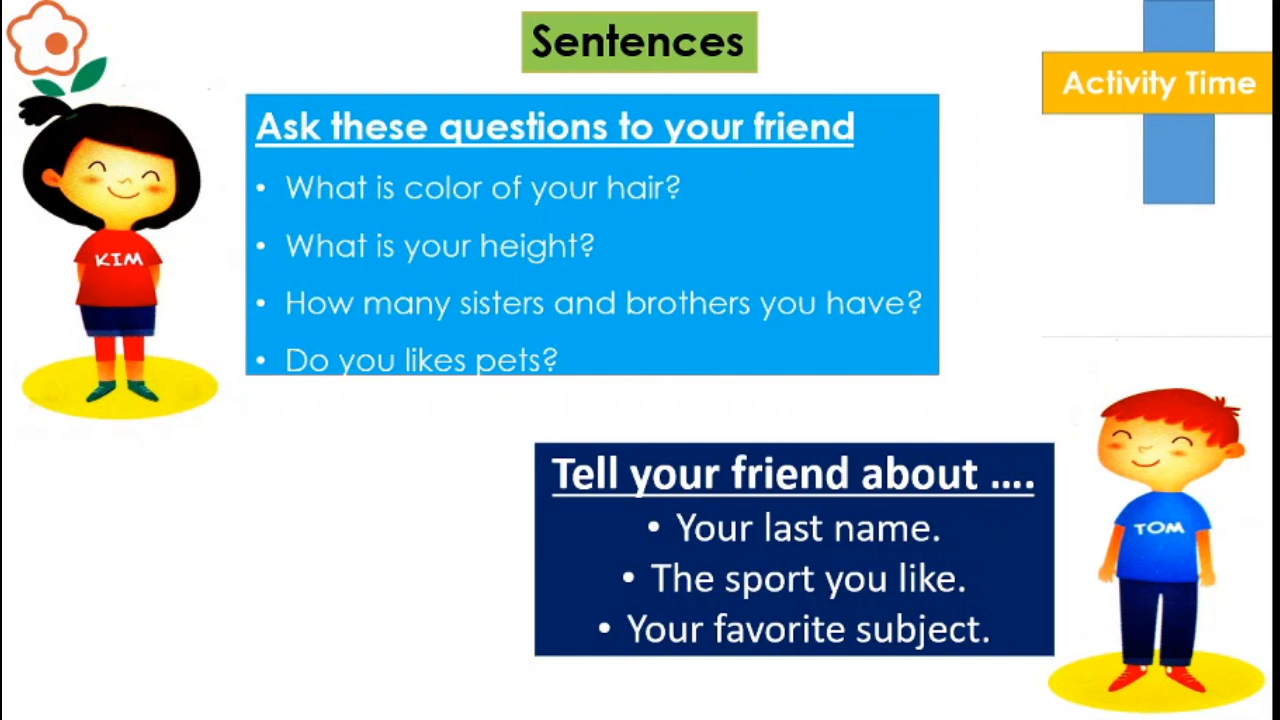 Sentences
Activity Time
Ask these questions to your friend
• What is color of your hair?
• What is your height?
• How many sisters and brothers you have?
• Do you likes pets?
KIM
Tell your friend about ....
• Your last name.
• The sport you like.
• Your favorite subject.
TOM